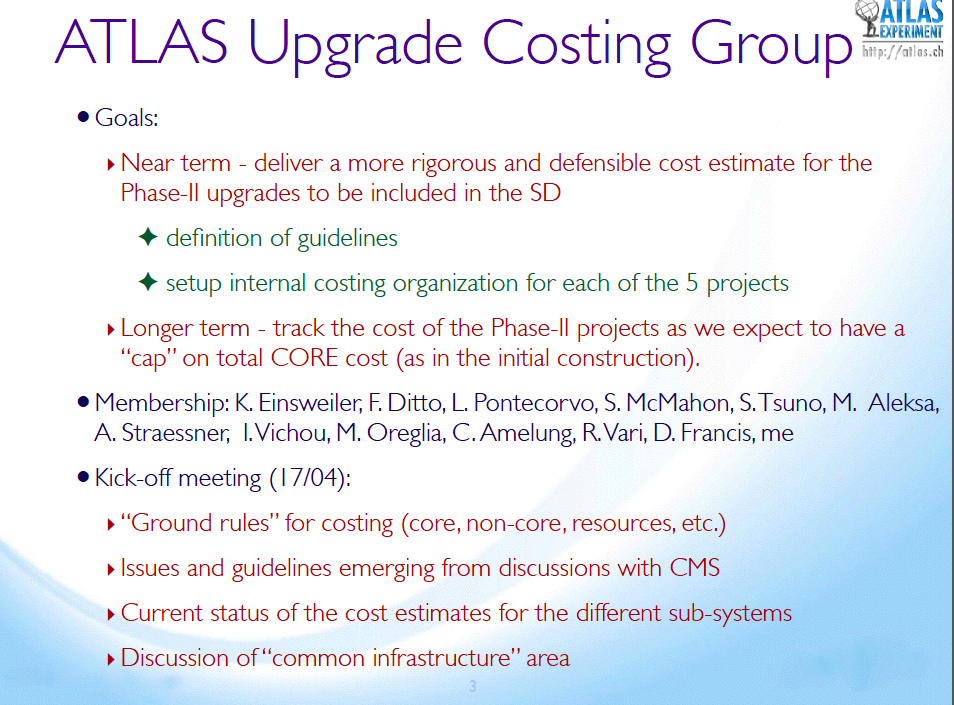 ATLAS Upgrade Costing Group
ATLAS
EXPERIMENT
http://atlas.ch
• Goals:
‣ Near term - deliver a more rigorous and defensible cost estimate for the
Phase-II upgrades to be included in the SD
✦ definition of guidelines
✦ setup internal costing organization for each of the 5 projects
‣ Longer term - track the cost of the Phase-II projects as we expect to have a
“cap” on total CORE cost (as in the initial construction).
• Membership: K. Einsweiler, F. Ditto, L. Pontecorvo, S. McMahon, S. Tsuno, M. Aleksa,
A. Straessner, I. Vichou, M. Oreglia, C. Amelung, R. Vari, D. Francis, me
• Kick-off meeting (17/04):
‣ “Ground rules” for costing (core, non-core, resources, etc.)
‣ Issues and guidelines emerging from discussions with CMS
‣ Current status of the cost estimates for the different sub-systems
‣ Discussion of “common infrastructure” area
3